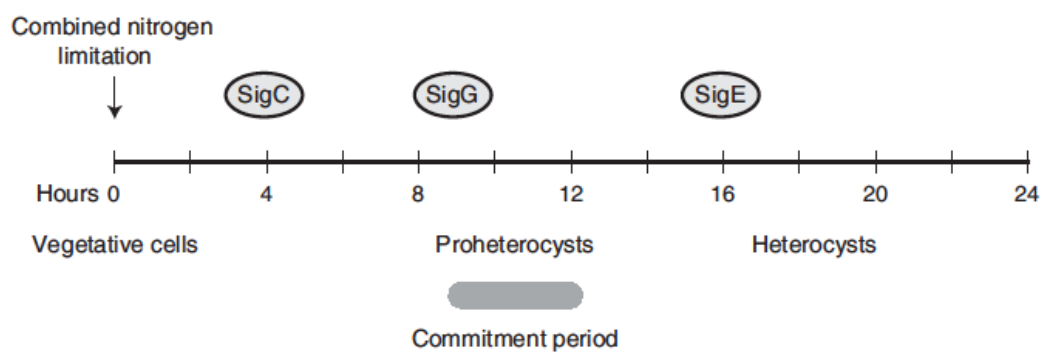 Combined nitrogen
limitation
SigC SigG SigE
Hours 0 4 8 12 16 20 24
Vegetative cells Proheterocysts Heterocysts
Commitment period